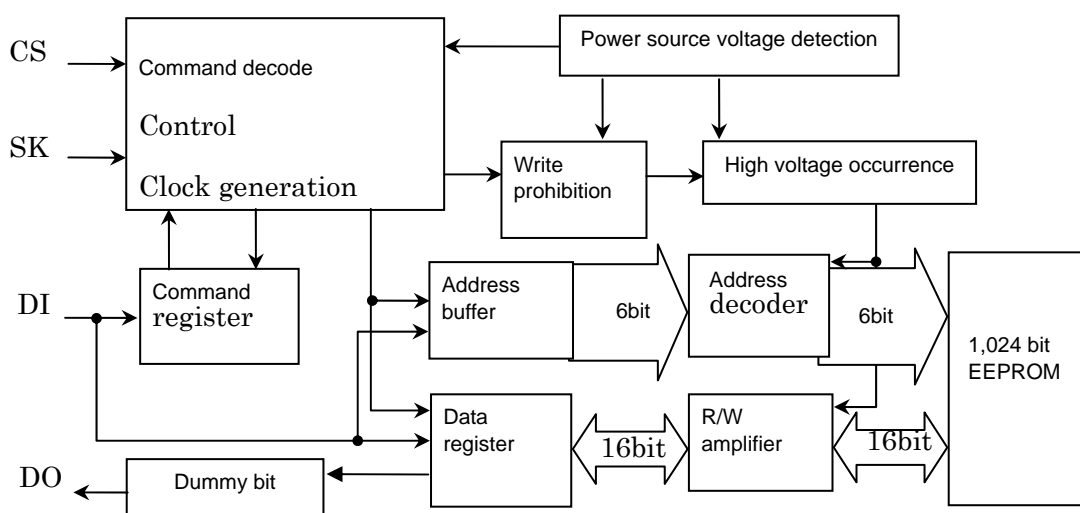 CS
SK
DI
DO
Command decode
Control
Clock generation
Power source voltage detection
Write
prohibition
High voltage occurrence
Command
register
Address
buffer
6bit
Address
decoder
6bit
1,024 bit
EEPROM
Data
register
16bit
R/W
amplifier
16bit
Dummy bit